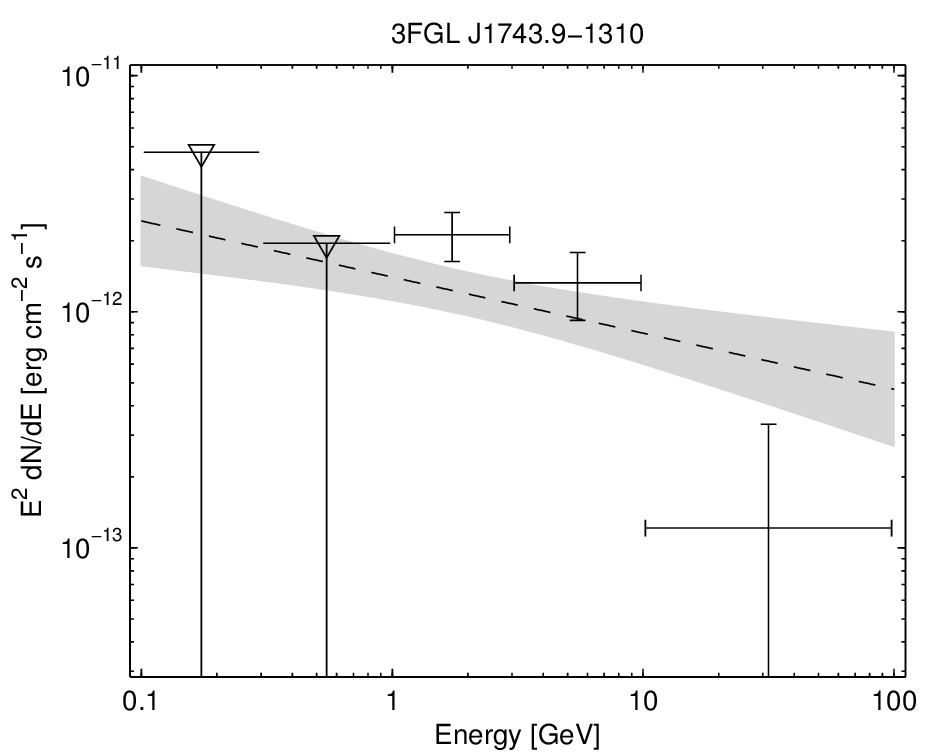 3FGL J1743.9−1310
10⁻¹¹
10⁻¹²
10⁻¹³
E² dN/dE [erg cm⁻² s⁻¹]
0.1 1 10 100
Energy [GeV]